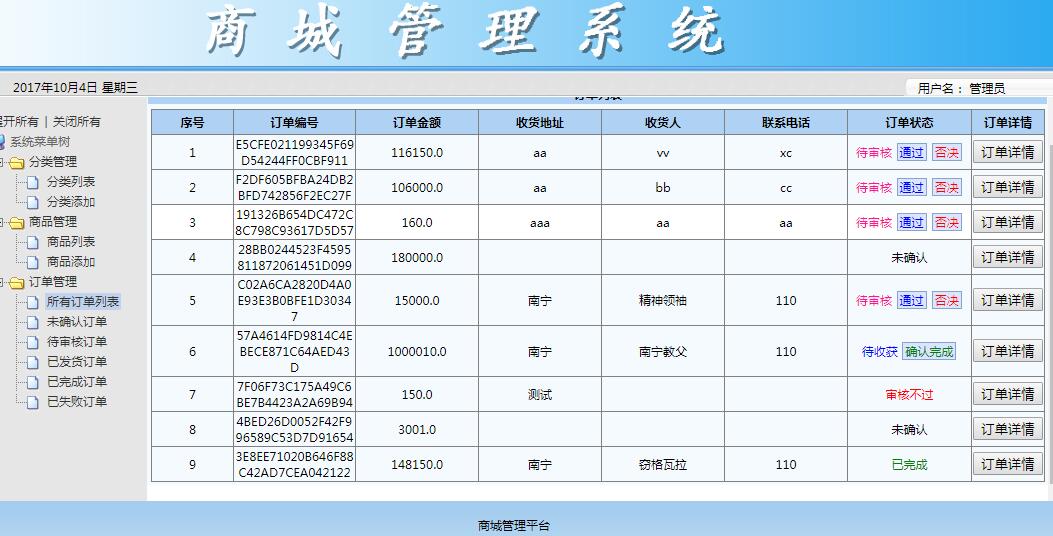 商城管理系统
2017年10月4日 星期三
用户名： 管理员
订单列表
展开所有 | 关闭所有
系统菜单树
分类管理
分类列表
分类添加
商品管理
商品列表
商品添加
订单管理
所有订单列表
未确认订单
待审核订单
已发货订单
已完成订单
已失败订单
序号 订单编号 订单金额 收货地址 收货人 联系电话 订单状态 订单详情
1 E5CFE021199345F69D54244FF0CBF911 116150.0 aa vv xc 待审核 通过 否决 订单详情
2 F2DF605BFBA24DB2BFD742856F2EC27F 106000.0 aa bb cc 待审核 通过 否决 订单详情
3 191326B654DC472C8C798C93617D5D57 160.0 aaa aa aa 待审核 通过 否决 订单详情
4 28BB0244523F4595811872061451D099 180000.0 未确认 订单详情
5 C02A6CA2820D4A0E93E3B0BFE1D30347 15000.0 南宁 精神领袖 110 待审核 通过 否决 订单详情
6 57A4614FD9814C4EBECE871C64AED43D 1000010.0 南宁 南宁教父 110 待收获 确认完成 订单详情
7 7F06F73C175A49C6BE7B4423A2A69B94 150.0 测试 审核不过 订单详情
8 4BED26D0052F42F996589C53D7D91654 3001.0 未确认 订单详情
9 3E8EE71020B646F88C42AD7CEA042122 148150.0 南宁 窃格瓦拉 110 已完成 订单详情
商城管理平台